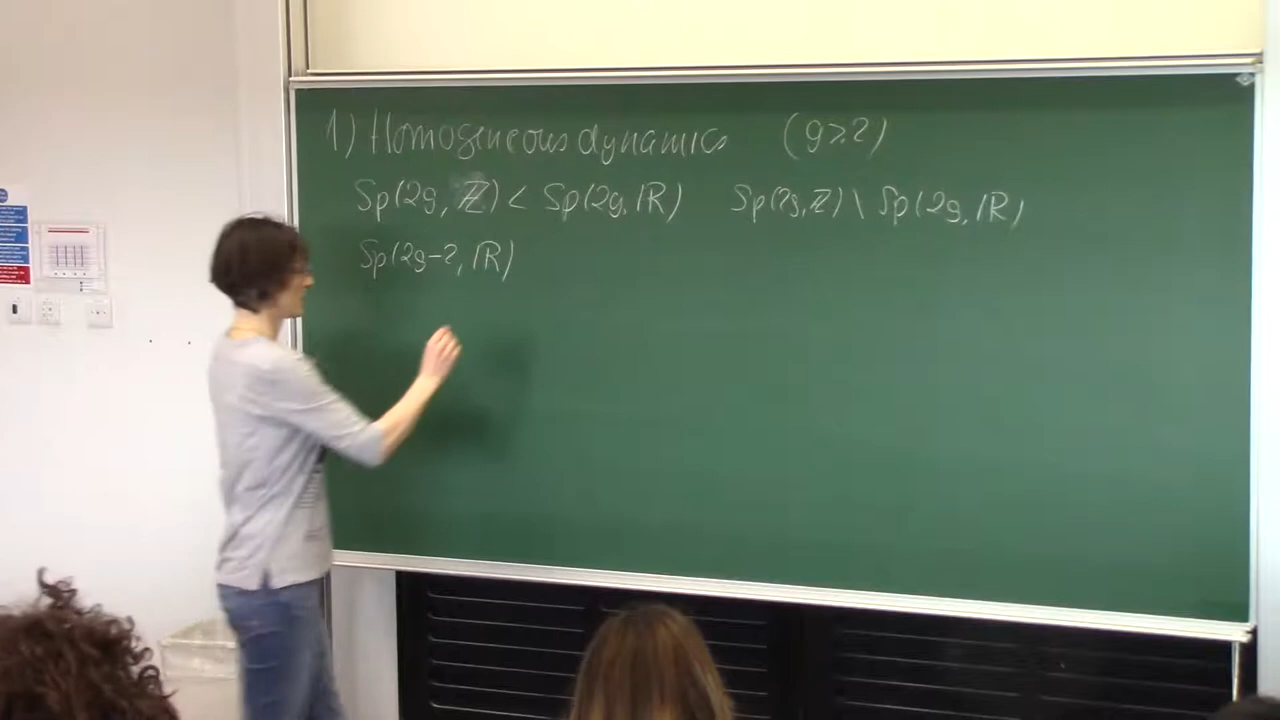 1) Homogeneous dynamics (g≥2)
Sp(2g, ℤ) < Sp(2g, ℝ) Sp(2g, ℤ) \ Sp(2g, ℝ)
Sp(2g-2, ℝ)